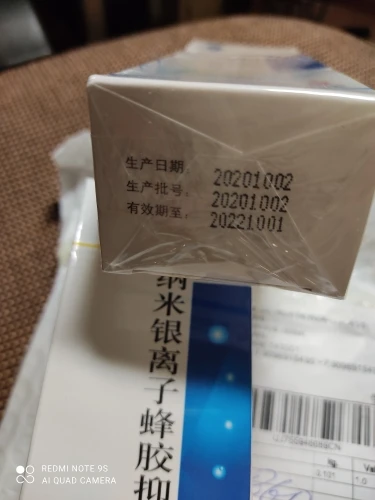 生产日期： 20201002
生产批号： 20201002
有效期至： 20221001
纳米银离子蜂胶抑
REDMI NOTE 9S
AI QUAD CAMERA